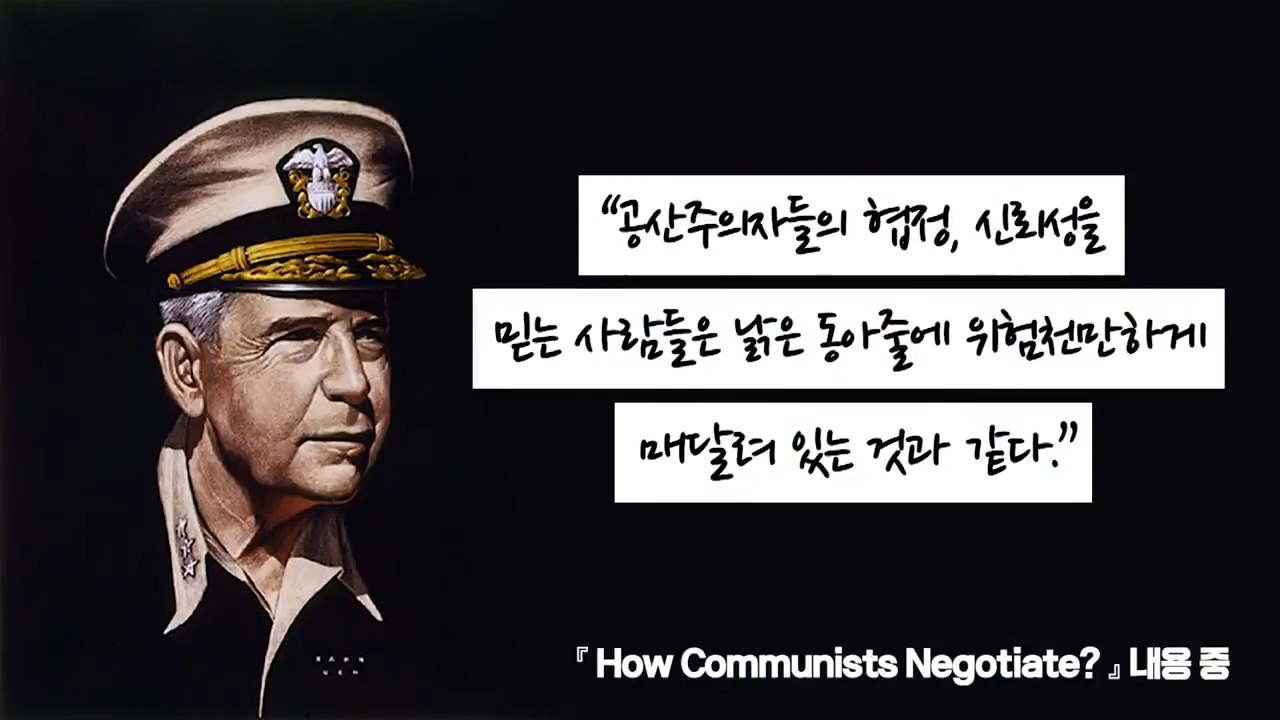 “공산주의자들의 협정, 신뢰성을
믿는 사람들은 낡은 동아줄에 위험천만하게
매달려 있는 것과 같다.”
『 How Communists Negotiate? 』 내용 중